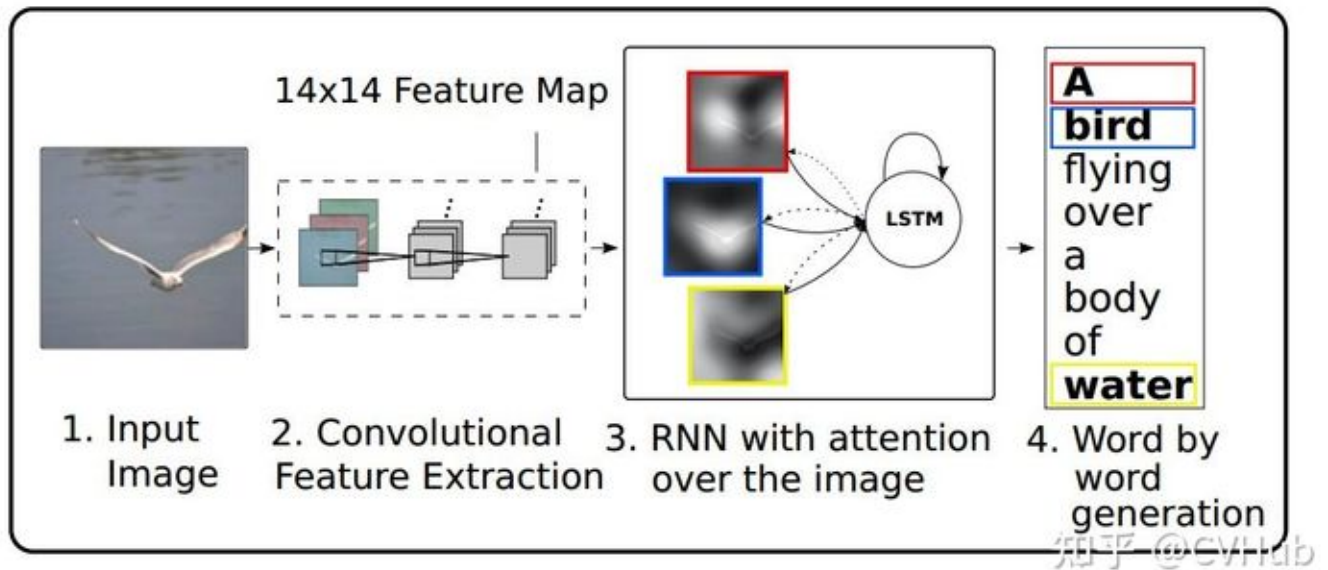 14x14 Feature Map
LSTM
A
bird
flying
over
a
body
of
water
1. Input
Image
2. Convolutional
Feature Extraction
3. RNN with attention
over the image
4. Word by
word
generation
知乎 @CVHub